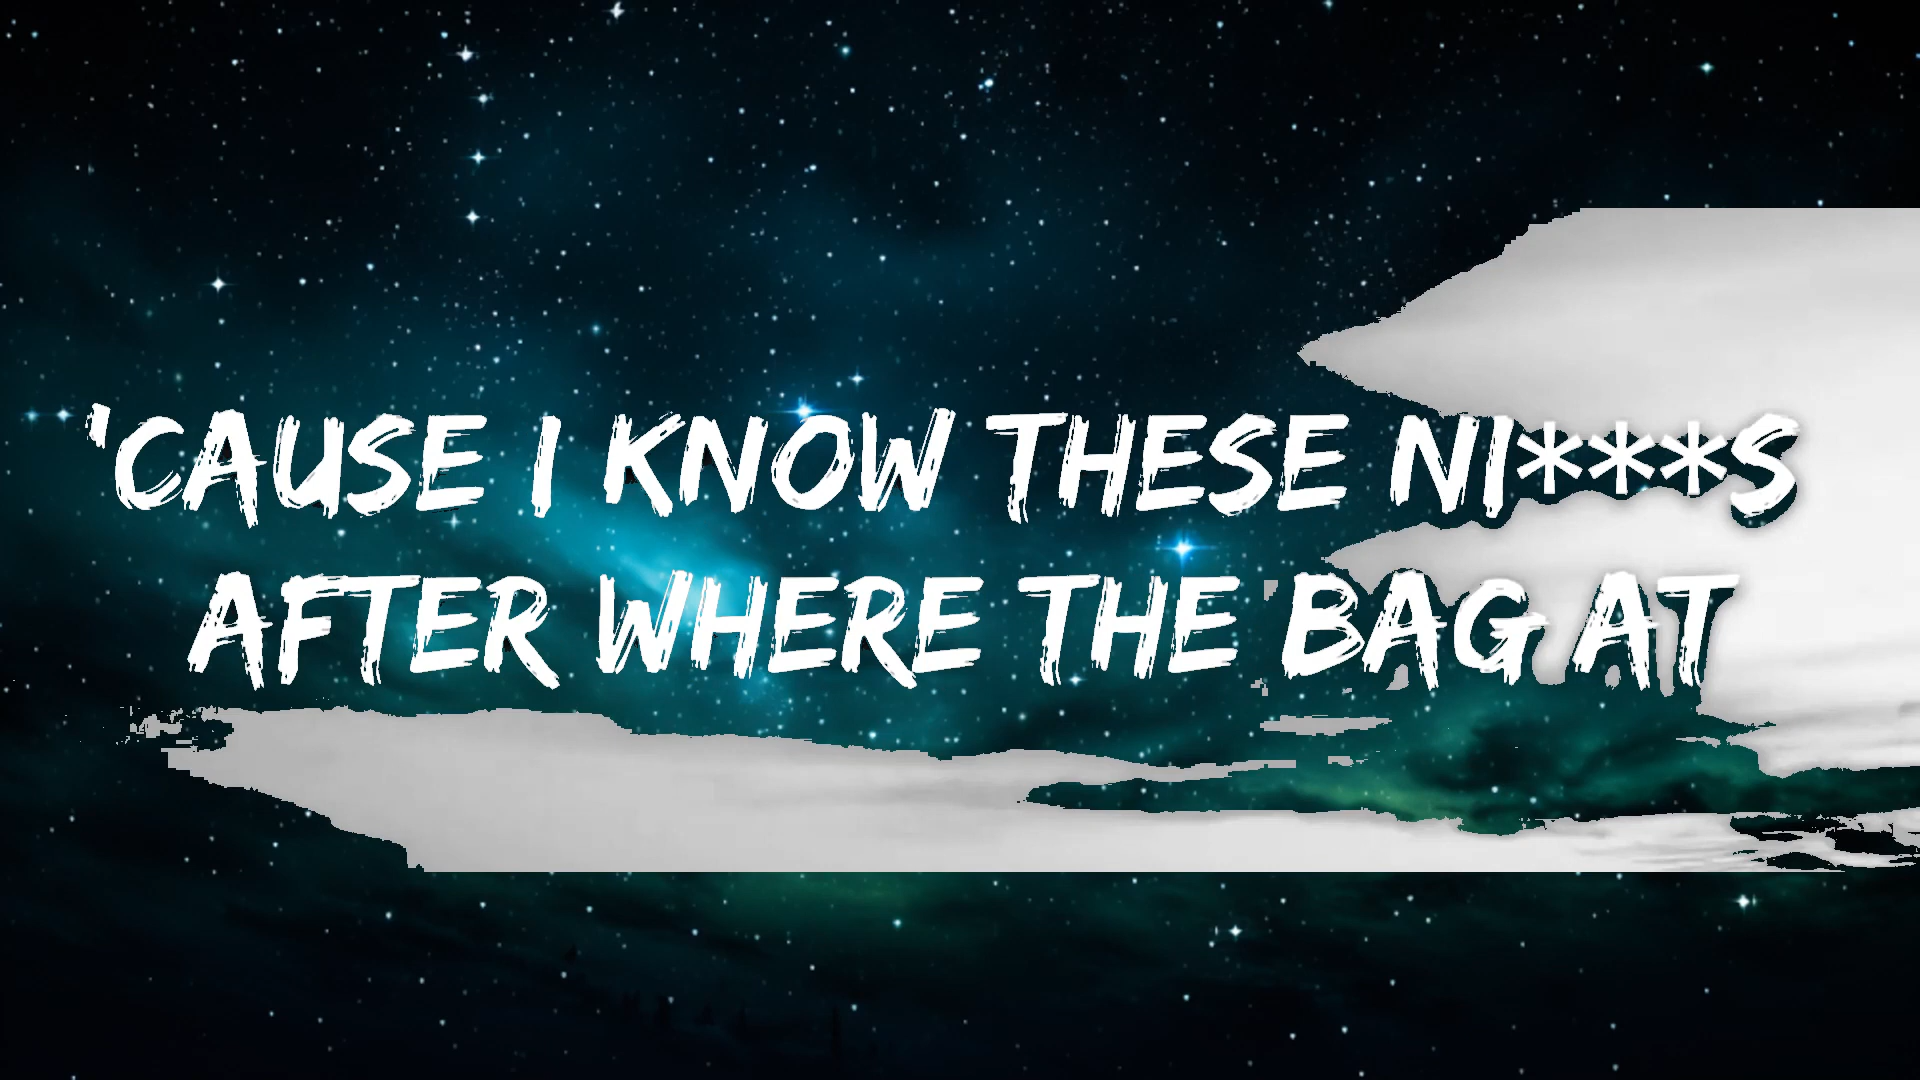 'CAUSE I KNOW THESE NI***S
AFTER WHERE THE BAG AT